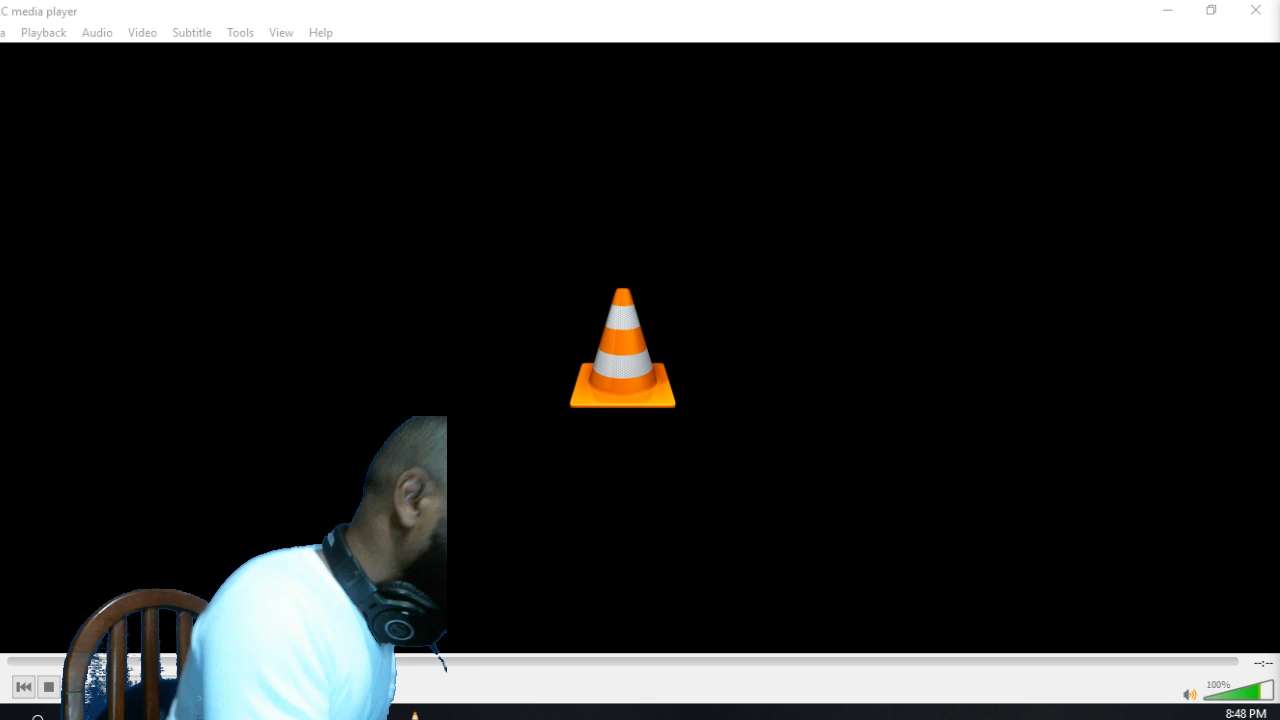 C media player
a Playback Audio Video Subtitle Tools View Help
--:--
100%
8:48 PM